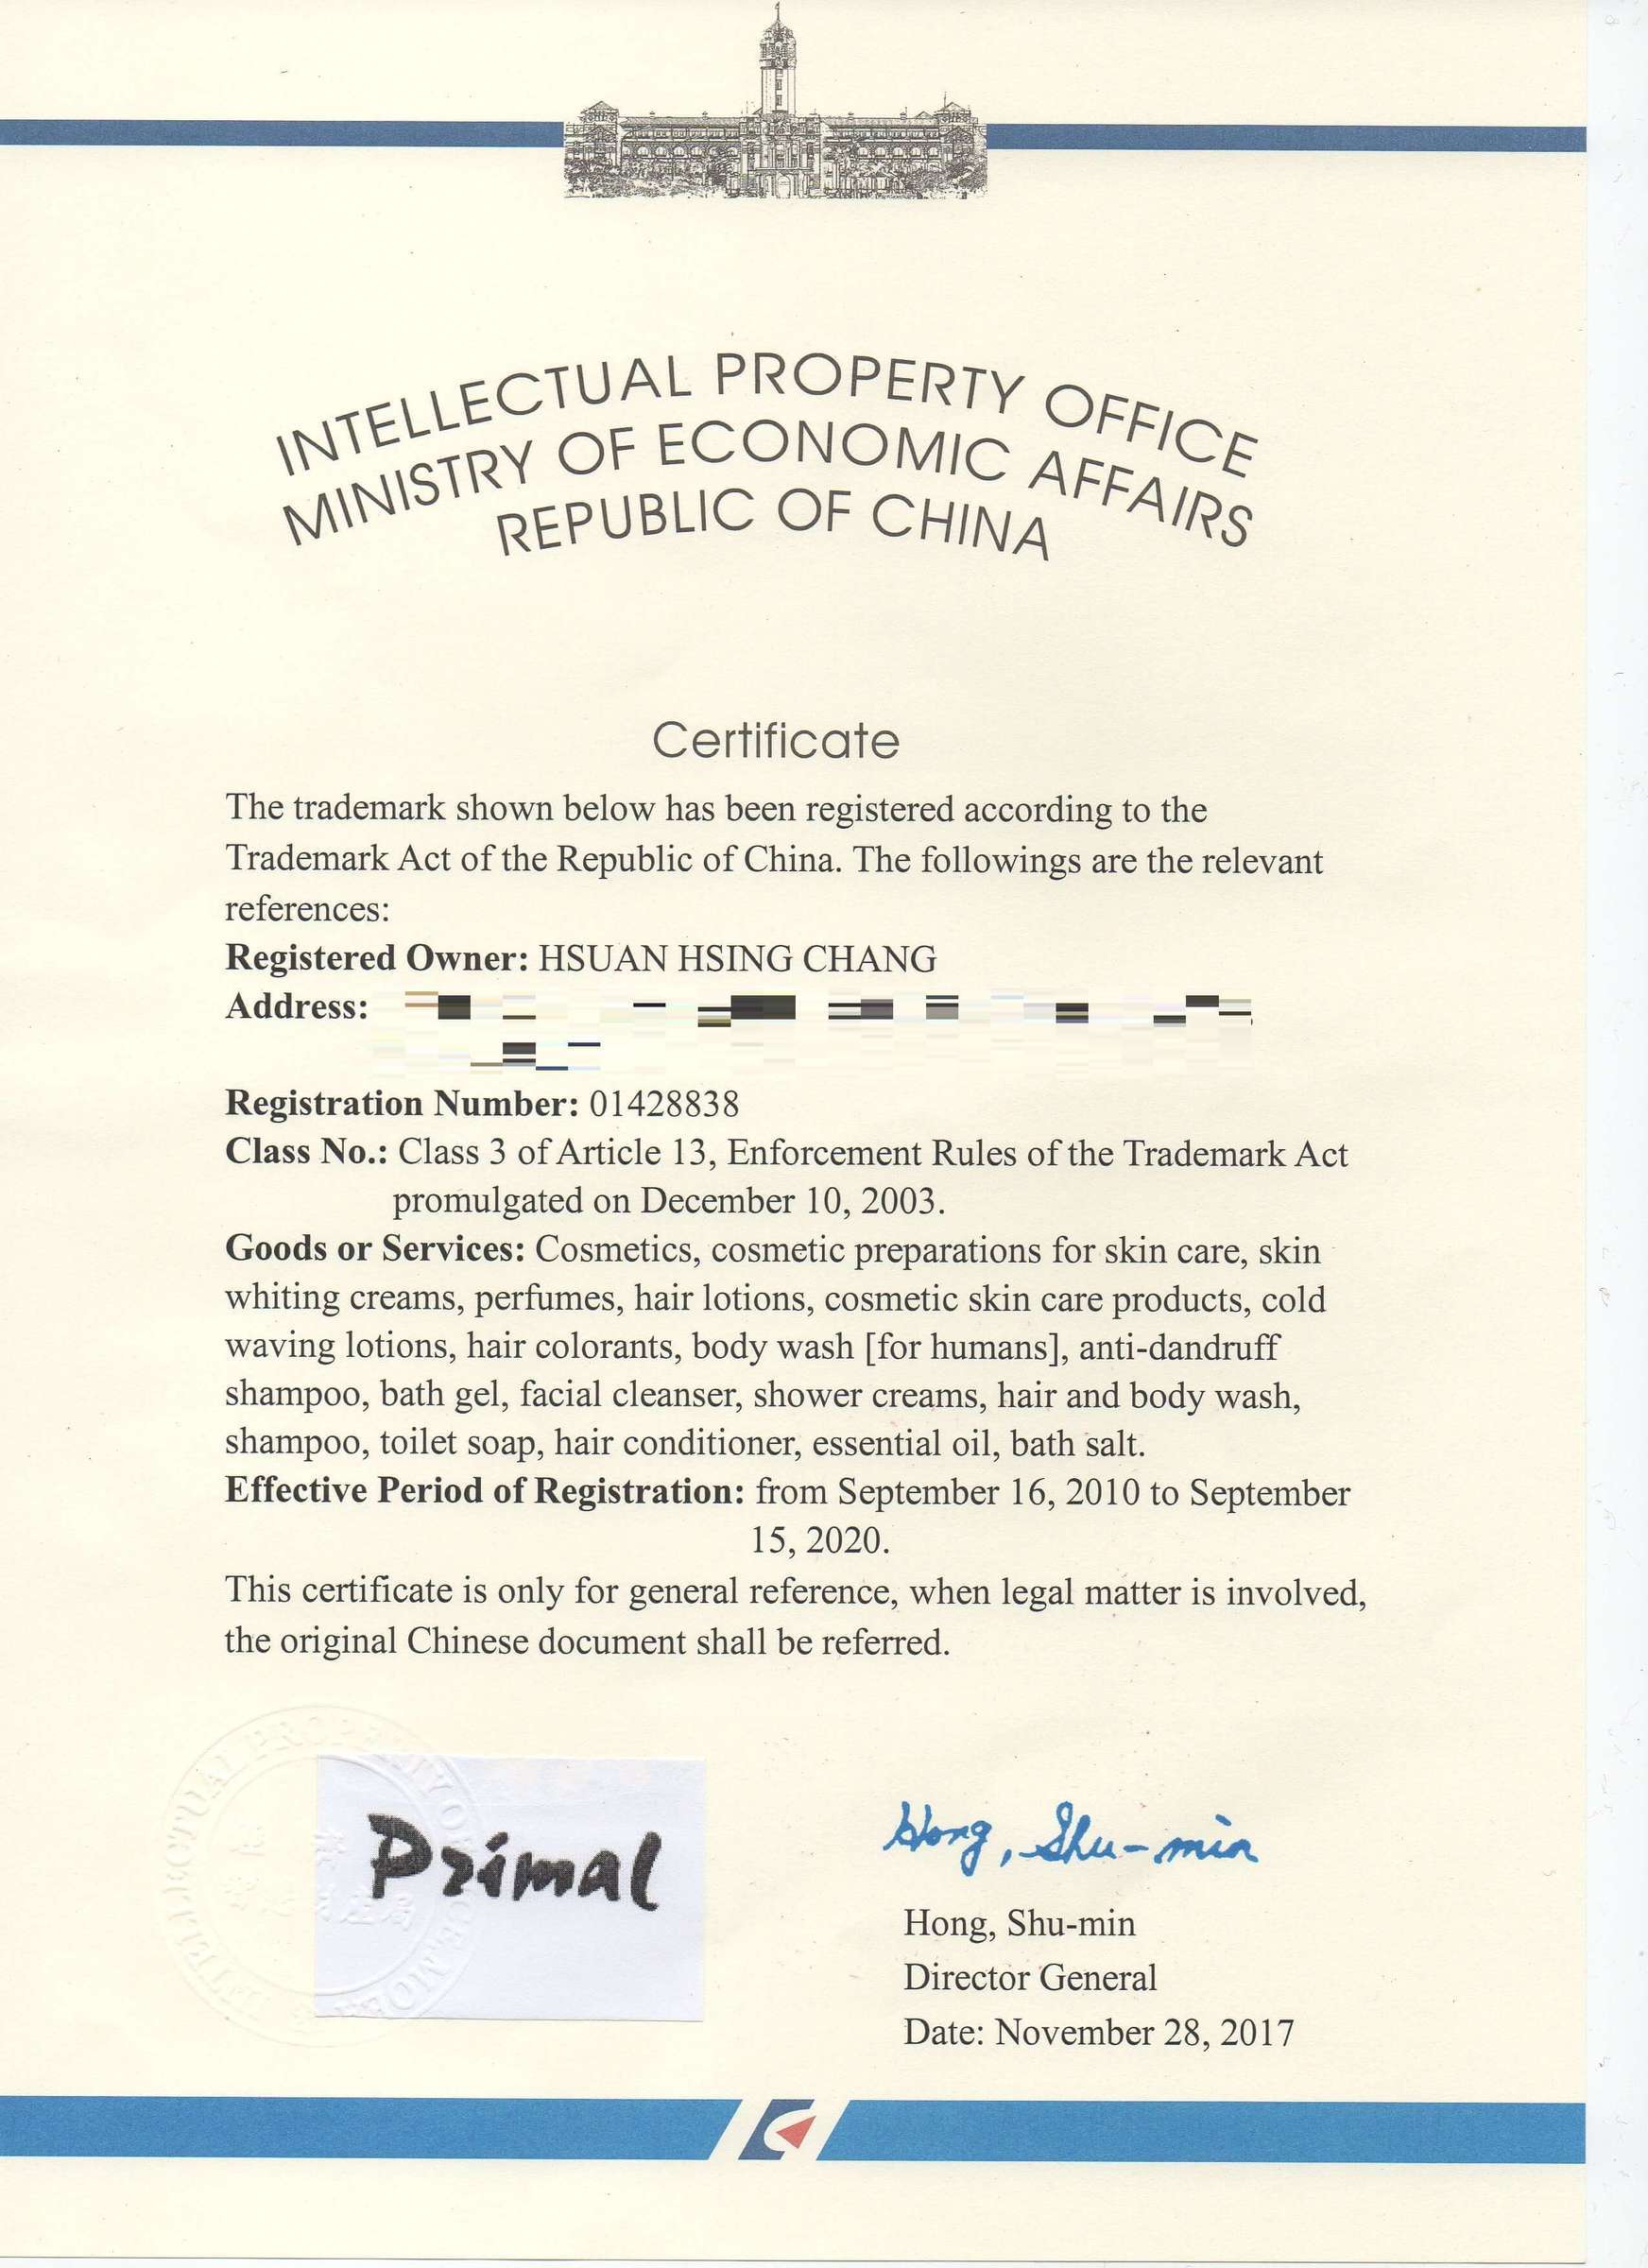 INTELLECTUAL PROPERTY OFFICE
MINISTRY OF ECONOMIC AFFAIRS
REPUBLIC OF CHINA
Certificate
The trademark shown below has been registered according to the
Trademark Act of the Republic of China. The followings are the relevant
references:
Registered Owner: HSUAN HSING CHANG
Address:
Registration Number: 01428838
Class No.: Class 3 of Article 13, Enforcement Rules of the Trademark Act
promulgated on December 10, 2003.
Goods or Services: Cosmetics, cosmetic preparations for skin care, skin
whiting creams, perfumes, hair lotions, cosmetic skin care products, cold
waving lotions, hair colorants, body wash [for humans], anti-dandruff
shampoo, bath gel, facial cleanser, shower creams, hair and body wash,
shampoo, toilet soap, hair conditioner, essential oil, bath salt.
Effective Period of Registration: from September 16, 2010 to September
15, 2020.
This certificate is only for general reference, when legal matter is involved,
the original Chinese document shall be referred.
INTELLECTUAL PROPERTY OFFICE MOEA
Primal
Hong, Shu-min
Hong, Shu-min
Director General
Date: November 28, 2017